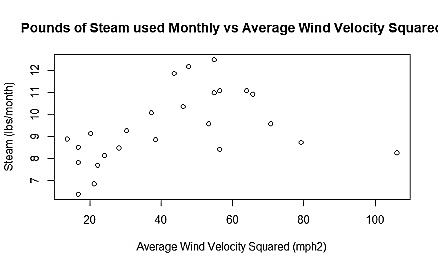 Pounds of Steam used Monthly vs Average Wind Velocity Squared
Steam (lbs/month)
12
11
10
9
8
7
20 40 60 80 100
Average Wind Velocity Squared (mph2)